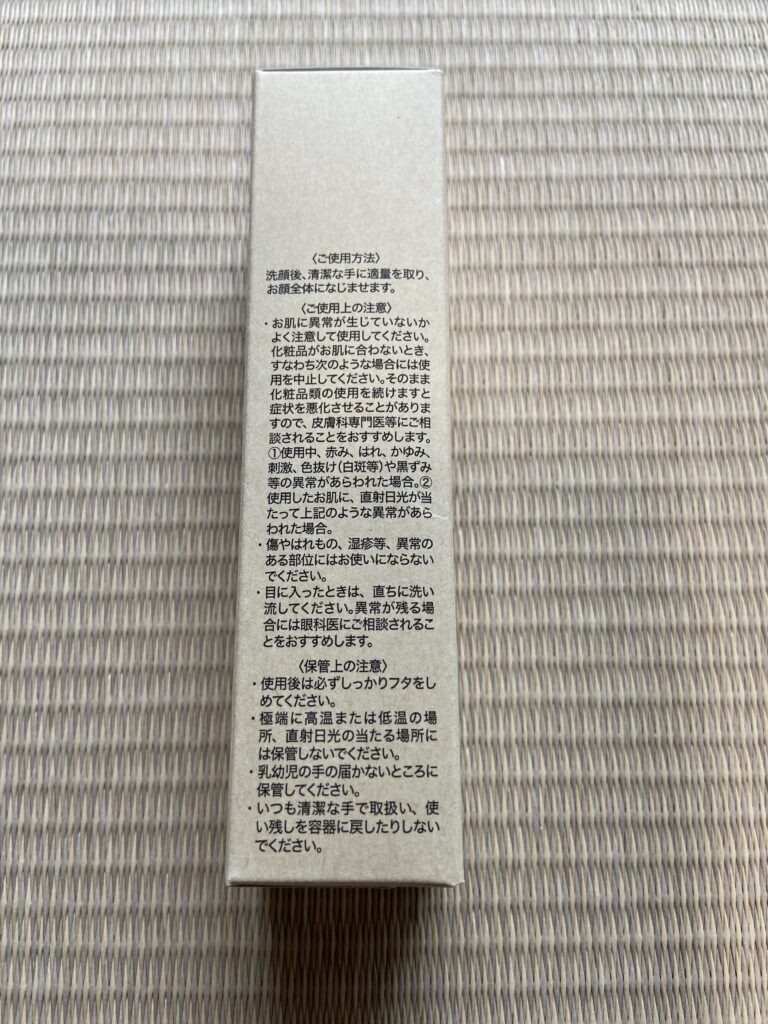 〈ご使用方法〉
洗顔後、清潔な手に適量を取り、
お顔全体になじませます。
〈ご使用上の注意〉
・お肌に異常が生じていないか
よく注意して使用してください。
化粧品がお肌に合わないとき、
すなわち次のような場合には使
用を中止してください。そのまま
化粧品類の使用を続けますと
症状を悪化させることがありま
すので、皮膚科専門医等にご相
談されることをおすすめします。
①使用中、赤み、はれ、かゆみ、
刺激、色抜け(白斑等)や黒ずみ
等の異常があらわれた場合。②
使用したお肌に、直射日光が当
たって上記のような異常があら
われた場合。
・傷やはれもの、湿疹等、異常の
ある部位にはお使いにならない
でください。
・目に入ったときは、直ちに洗い
流してください。異常が残る場
合には眼科医にご相談されるこ
とをおすすめします。
〈保管上の注意〉
・使用後は必ずしっかりフタをし
めてください。
・極端に高温または低温の場
所、直射日光の当たる場所に
は保管しないでください。
・乳幼児の手の届かないところに
保管してください。
・いつも清潔な手で取扱い、使
い残しを容器に戻したりしない
でください。